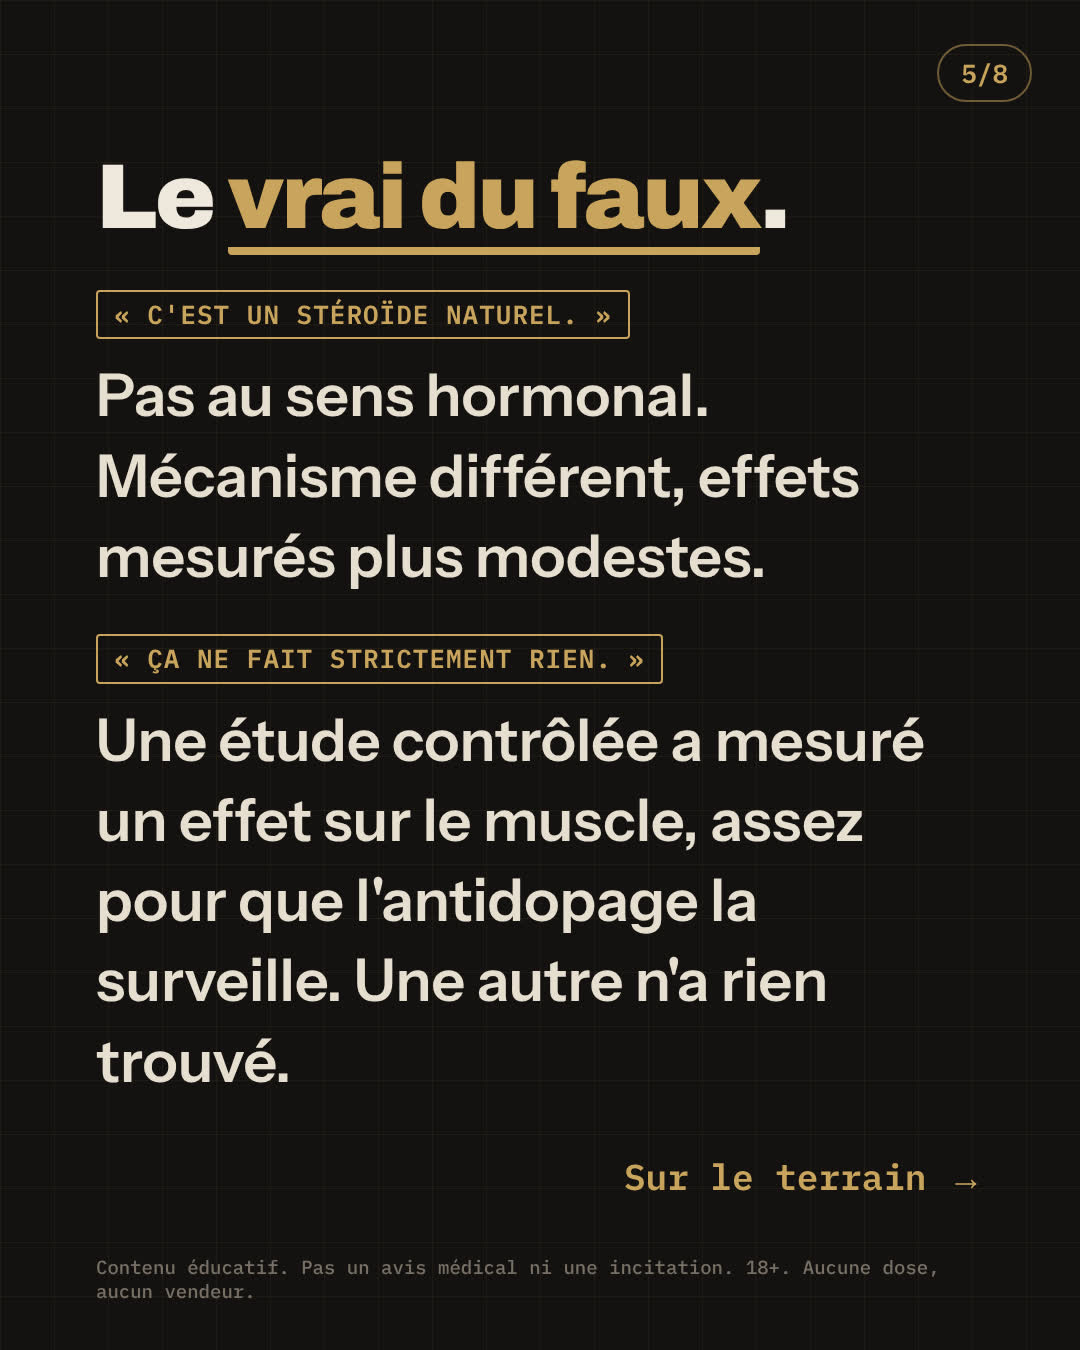 5/8
Le vrai du faux.
« C'EST UN STÉROÏDE NATUREL. »
Pas au sens hormonal.
Mécanisme différent, effets
mesurés plus modestes.
« ÇA NE FAIT STRICTEMENT RIEN. »
Une étude contrôlée a mesuré
un effet sur le muscle, assez
pour que l'antidopage la
surveille. Une autre n'a rien
trouvé.
Sur le terrain →
Contenu éducatif. Pas un avis médical ni une incitation. 18+. Aucune dose,
aucun vendeur.